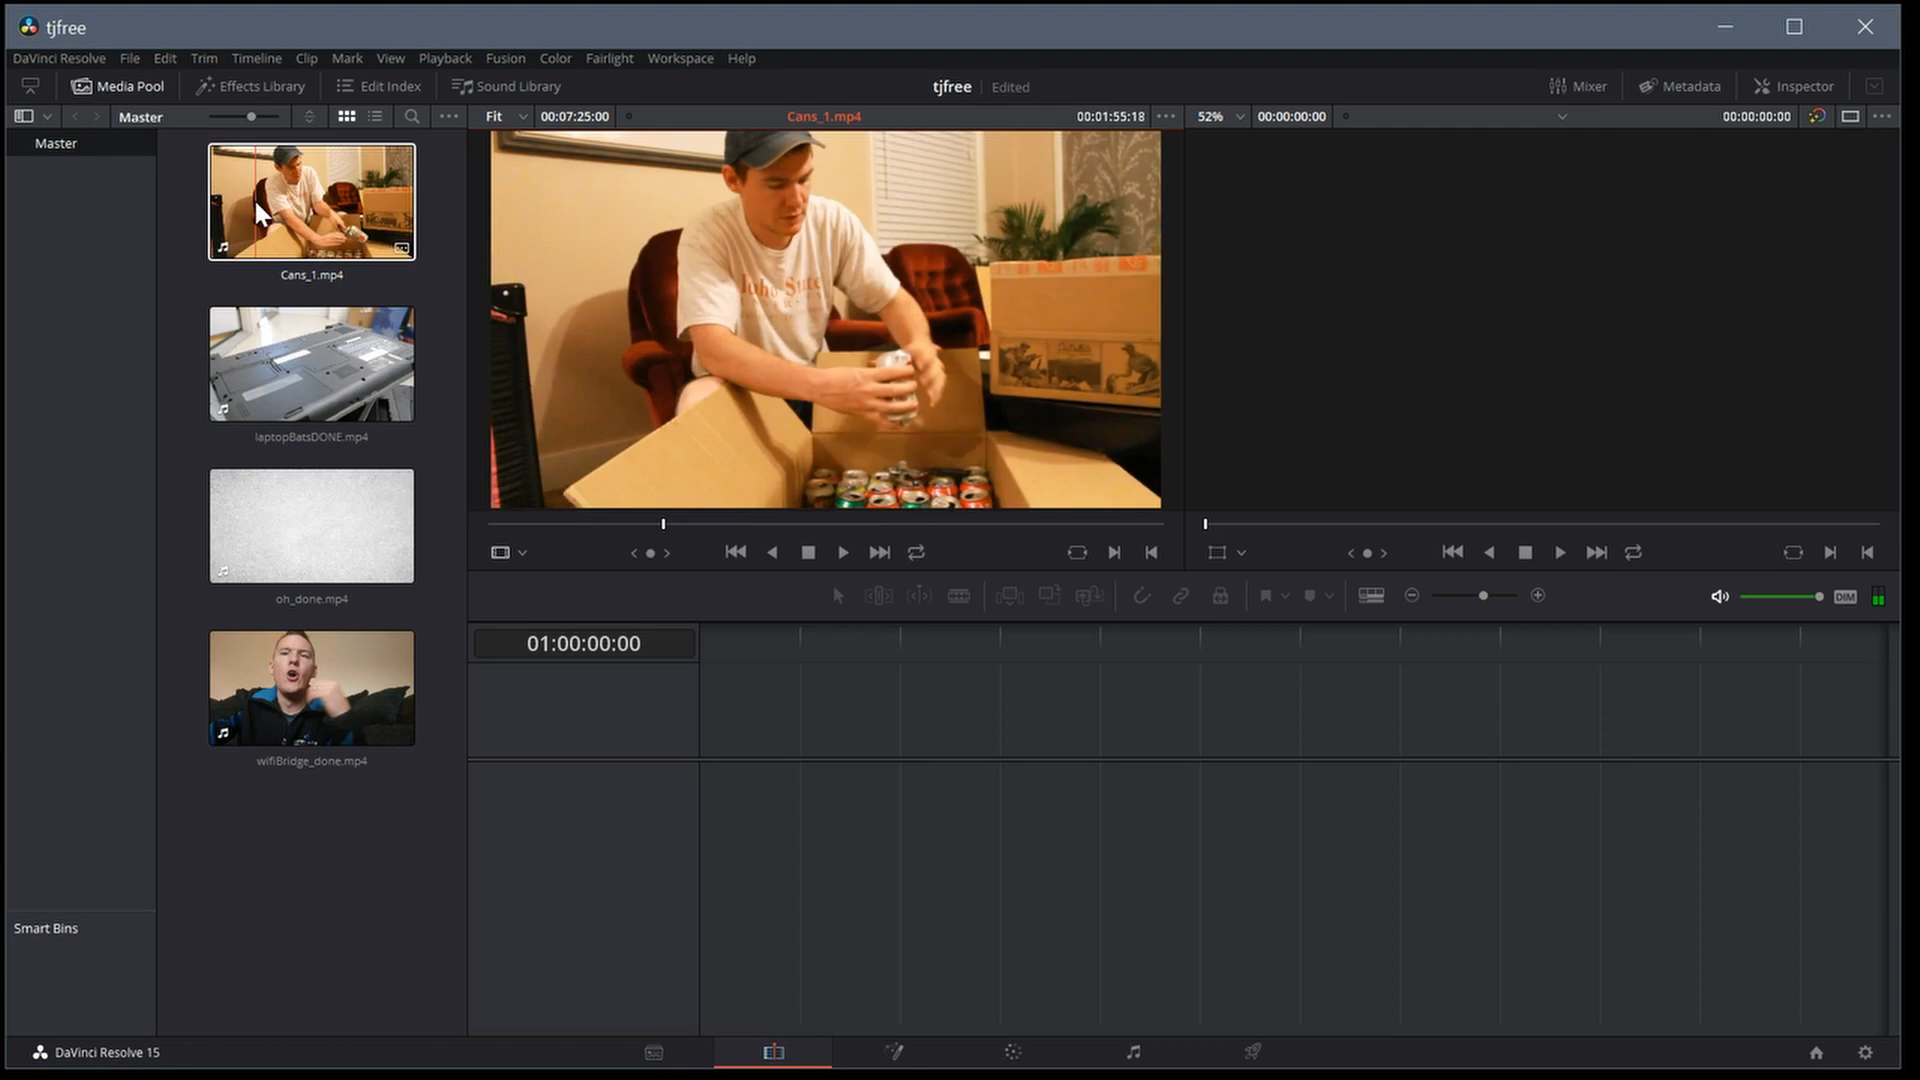 tjfree
DaVinci Resolve File Edit Trim Timeline Clip Mark View Playback Fusion Color Fairlight Workspace Help
Media Pool Effects Library Edit Index Sound Library tjfree Edited Mixer Metadata Inspector
Master Fit 00:07:25:00 Cans_1.mp4 00:01:55:18 52% 00:00:00:00 00:00:00:00
Master
Cans_1.mp4
laptopBatsDONE.mp4
oh_done.mp4
wifiBridge_done.mp4
DIM
01:00:00:00
Smart Bins
DaVinci Resolve 15